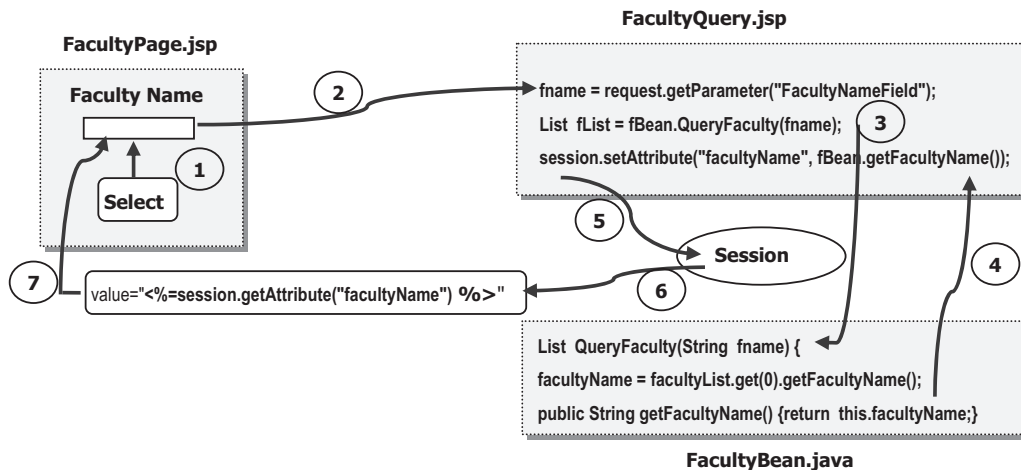 FacultyQuery.jsp
FacultyPage.jsp
Faculty Name
1
Select
2
fname = request.getParameter("FacultyNameField");
List fList = fBean.QueryFaculty(fname);
3
session.setAttribute("facultyName", fBean.getFacultyName());
5
Session
4
7
value="<%=session.getAttribute("facultyName") %>"
6
List QueryFaculty(String fname) {
facultyName = facultyList.get(0).getFacultyName();
public String getFacultyName() {return this.facultyName;}
FacultyBean.java